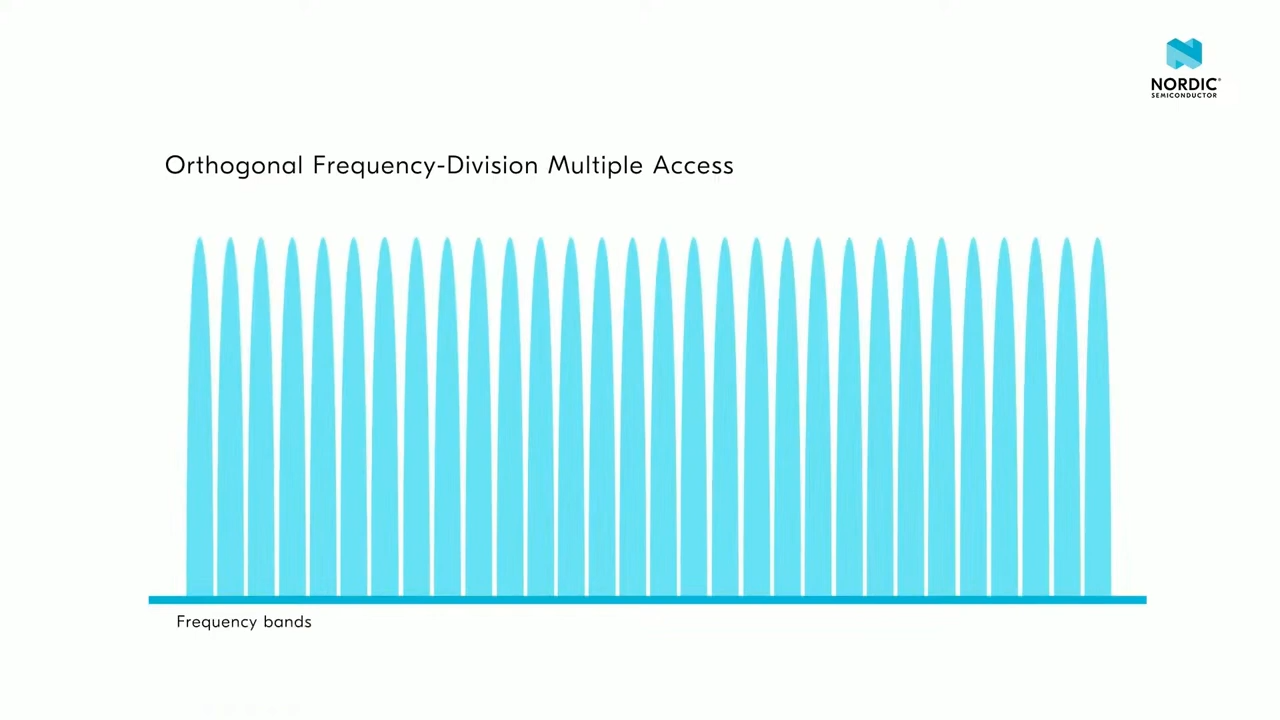 NORDIC®
SEMICONDUCTOR
Orthogonal Frequency-Division Multiple Access
Frequency bands